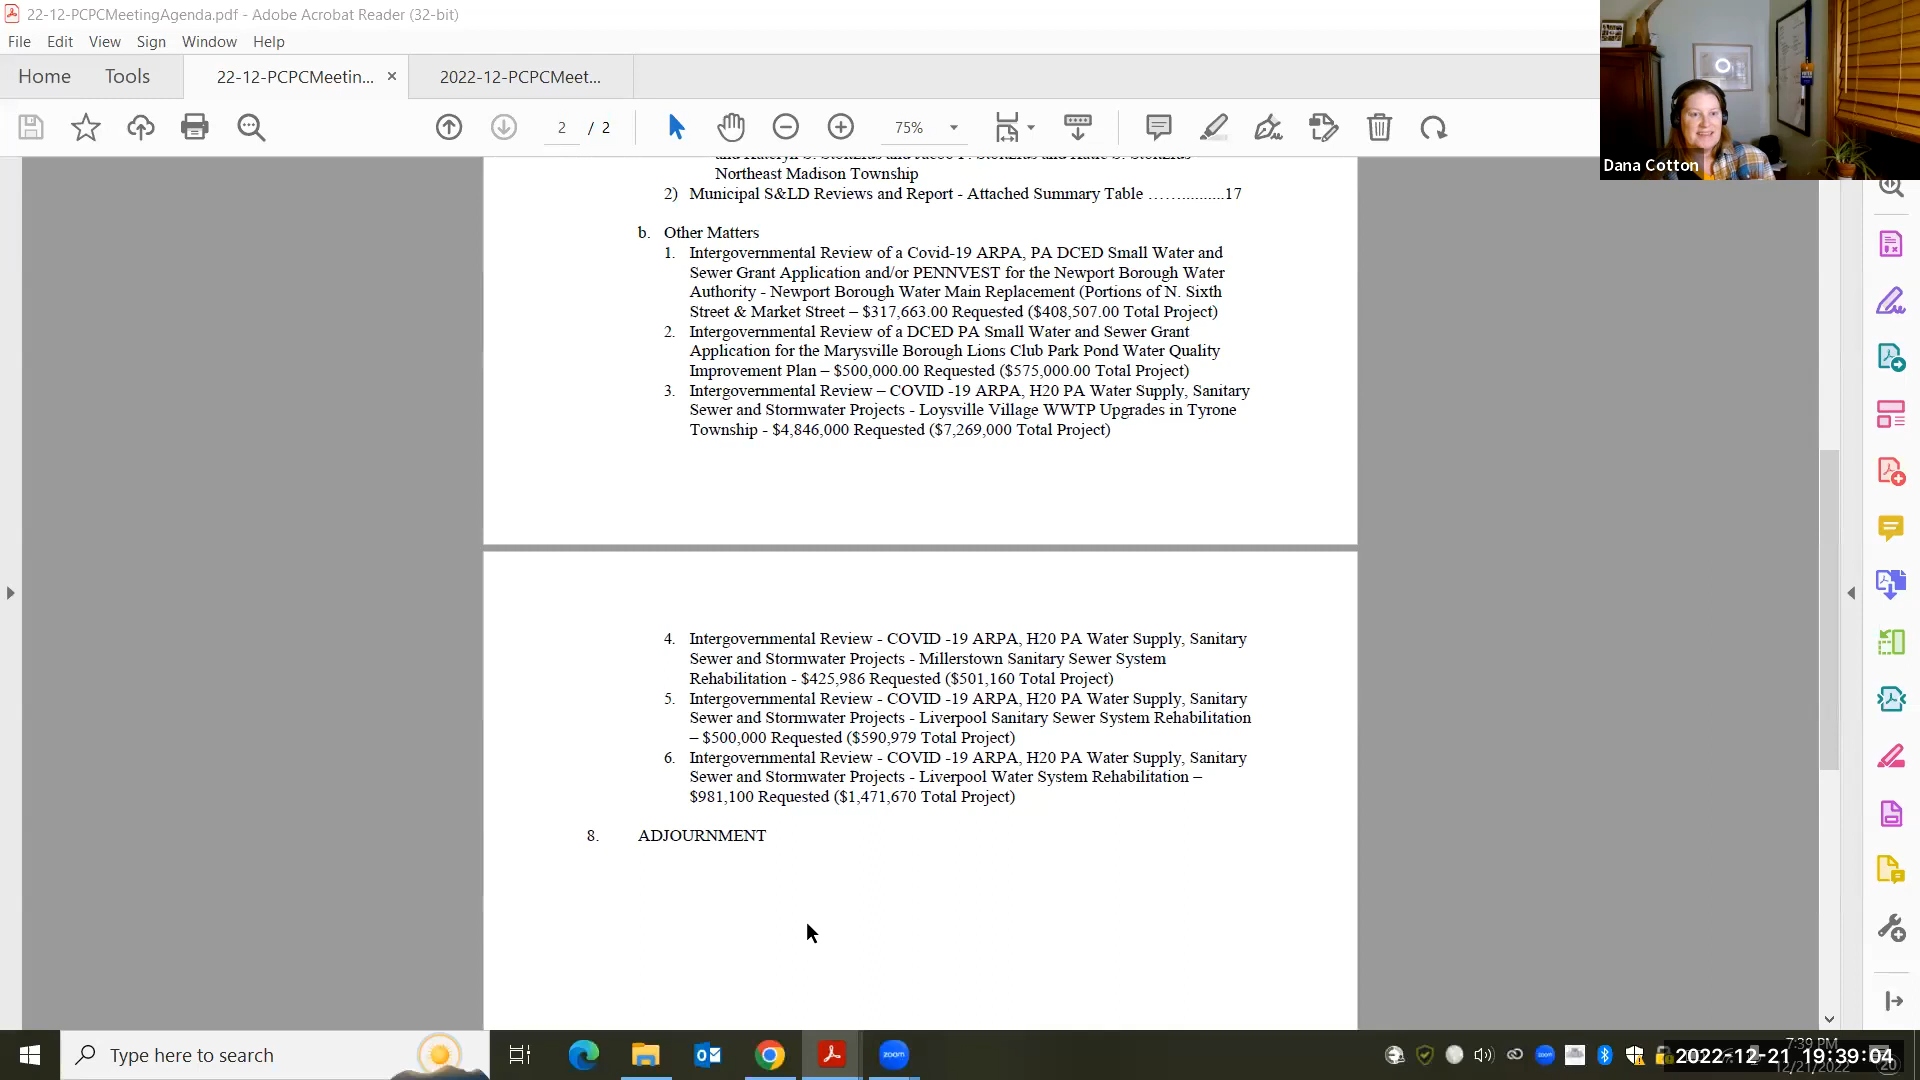 22-12-PCPCMeetingAgenda.pdf - Adobe Acrobat Reader (32-bit)
File Edit View Sign Window Help
Home Tools 22-12-PCPCMeetin... × 2022-12-PCPCMeet...
2 / 2 75%
Dana Cotton
Northeast Madison Township
2) Municipal S&LD Reviews and Report - Attached Summary Table ……..........17
b. Other Matters
1. Intergovernmental Review of a Covid-19 ARPA, PA DCED Small Water and
Sewer Grant Application and/or PENNVEST for the Newport Borough Water
Authority - Newport Borough Water Main Replacement (Portions of N. Sixth
Street & Market Street – $317,663.00 Requested ($408,507.00 Total Project)
2. Intergovernmental Review of a DCED PA Small Water and Sewer Grant
Application for the Marysville Borough Lions Club Park Pond Water Quality
Improvement Plan – $500,000.00 Requested ($575,000.00 Total Project)
3. Intergovernmental Review – COVID -19 ARPA, H20 PA Water Supply, Sanitary
Sewer and Stormwater Projects - Loysville Village WWTP Upgrades in Tyrone
Township - $4,846,000 Requested ($7,269,000 Total Project)
4. Intergovernmental Review - COVID -19 ARPA, H20 PA Water Supply, Sanitary
Sewer and Stormwater Projects - Millerstown Sanitary Sewer System
Rehabilitation - $425,986 Requested ($501,160 Total Project)
5. Intergovernmental Review - COVID -19 ARPA, H20 PA Water Supply, Sanitary
Sewer and Stormwater Projects - Liverpool Sanitary Sewer System Rehabilitation
– $500,000 Requested ($590,979 Total Project)
6. Intergovernmental Review - COVID -19 ARPA, H20 PA Water Supply, Sanitary
Sewer and Stormwater Projects - Liverpool Water System Rehabilitation –
$981,100 Requested ($1,471,670 Total Project)
8. ADJOURNMENT
Type here to search
zoom
7:39 PM
2022-12-21 19:39:04
12/21/2022